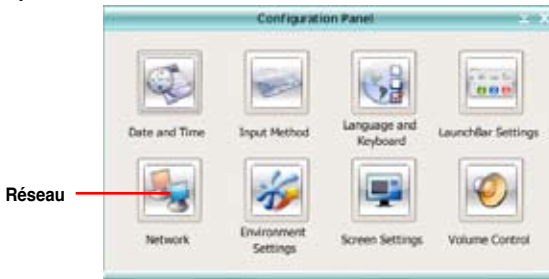 Configuration Panel
Date and Time
Input Method
Language and
Keyboard
LaunchBar Settings
Réseau
Network
Environment
Settings
Screen Settings
Volume Control